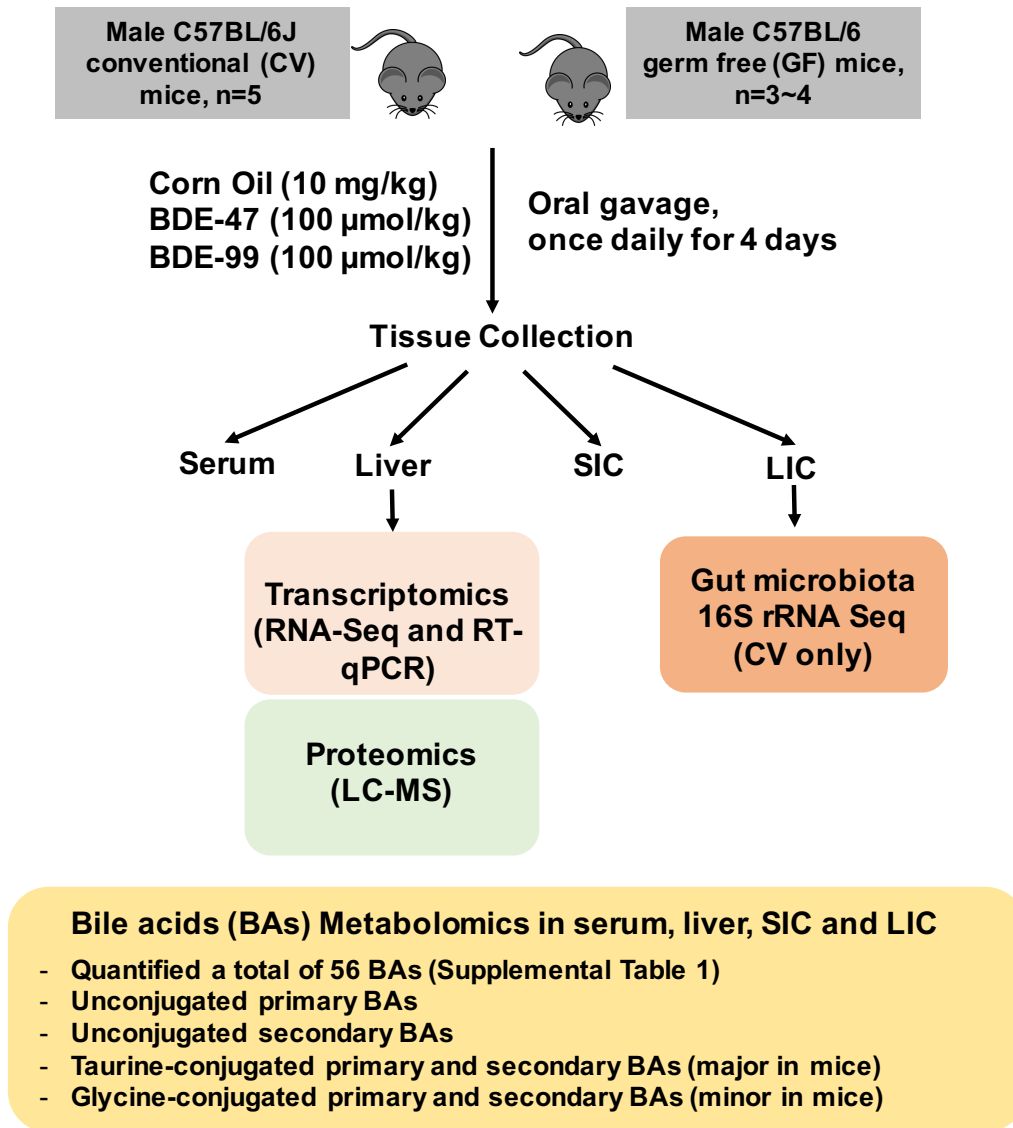 Male C57BL/6J
conventional (CV)
mice, n=5
Male C57BL/6
germ free (GF) mice,
n=3~4
Corn Oil (10 mg/kg)
BDE-47 (100 µmol/kg)
BDE-99 (100 µmol/kg)
Oral gavage,
once daily for 4 days
Tissue Collection
Serum
Liver
SIC
LIC
Transcriptomics
(RNA-Seq and RT-
qPCR)
Gut microbiota
16S rRNA Seq
(CV only)
Proteomics
(LC-MS)
Bile acids (BAs) Metabolomics in serum, liver, SIC and LIC
- Quantified a total of 56 BAs (Supplemental Table 1)
- Unconjugated primary BAs
- Unconjugated secondary BAs
- Taurine-conjugated primary and secondary BAs (major in mice)
- Glycine-conjugated primary and secondary BAs (minor in mice)